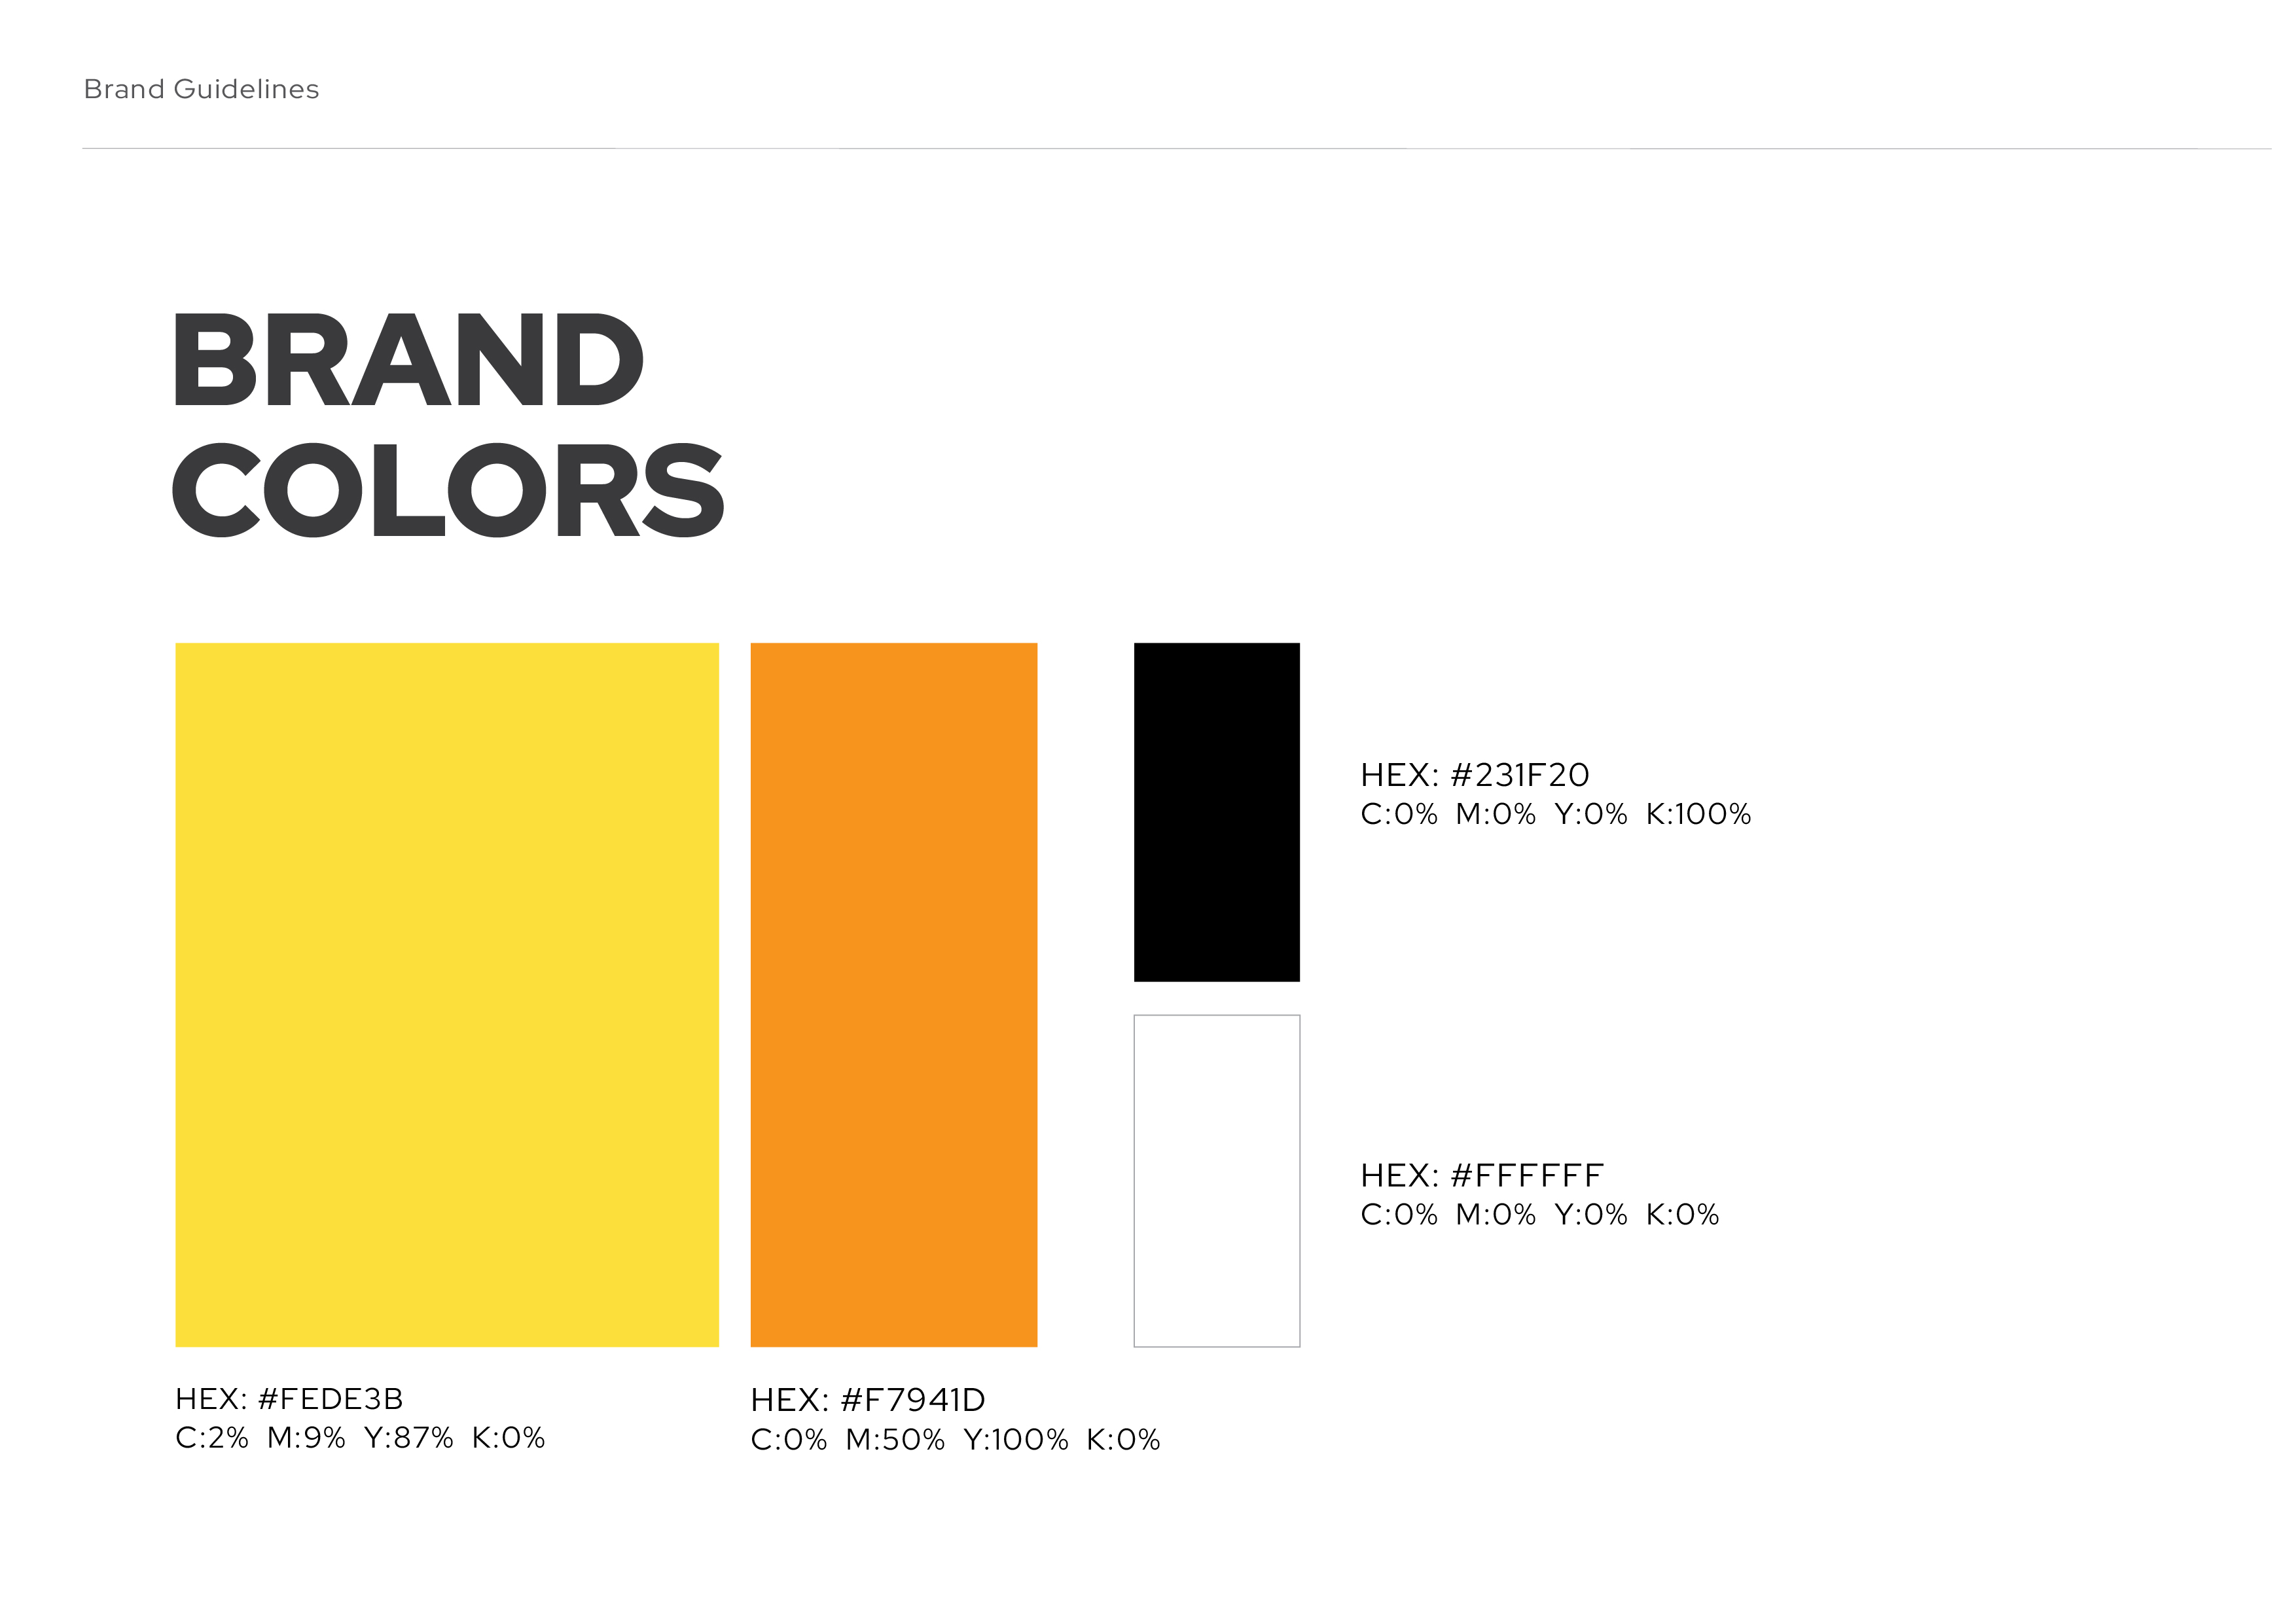 Brand Guidelines
BRAND
COLORS
HEX: #231F20
C:0% M:0% Y:0% K:100%
HEX: #FFFFFF
C:0% M:0% Y:0% K:0%
HEX: #FEDE3B
C:2% M:9% Y:87% K:0%
HEX: #F7941D
C:0% M:50% Y:100% K:0%